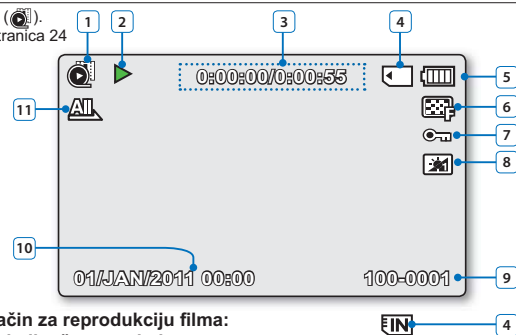 ( ).
tranica 24
1 2 3 4
0:00:00/0:00:55
5
All
F
6
11
7
8
10
01/JAN/2011 00:00
100-0001
9
ačin za reprodukciju filma:
IN
4